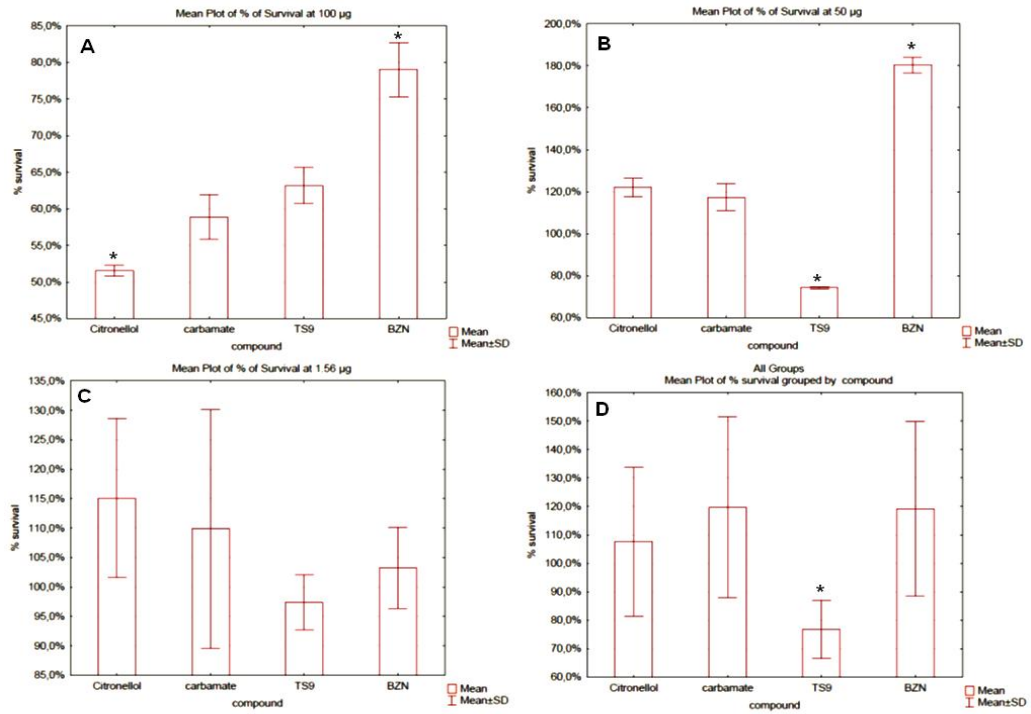 Mean Plot of % of Survival at 100 µg
A
85,0%
80,0%
75,0%
70,0%
65,0%
60,0%
55,0%
50,0%
45,0%
% survival
*
*
Citronellol carbamate TS9 BZN
compound
Mean
Mean±SD
Mean Plot of % of Survival at 50 µg
B
200,0%
180,0%
160,0%
140,0%
120,0%
100,0%
80,0%
60,0%
% survival
*
*
Citronellol carbamate TS9 BZN
compound
Mean
Mean±SD
Mean Plot of % of Survival at 1.56 µg
C
135,0%
130,0%
125,0%
120,0%
115,0%
110,0%
105,0%
100,0%
95,0%
90,0%
85,0%
% survival
Citronellol carbamate TS9 BZN
compound
Mean
Mean±SD
All Groups
Mean Plot of % survival grouped by compound
D
160,0%
150,0%
140,0%
130,0%
120,0%
110,0%
100,0%
90,0%
80,0%
70,0%
60,0%
% survival
*
Citronellol carbamate TS9 BZN
compound
Mean
Mean±SD